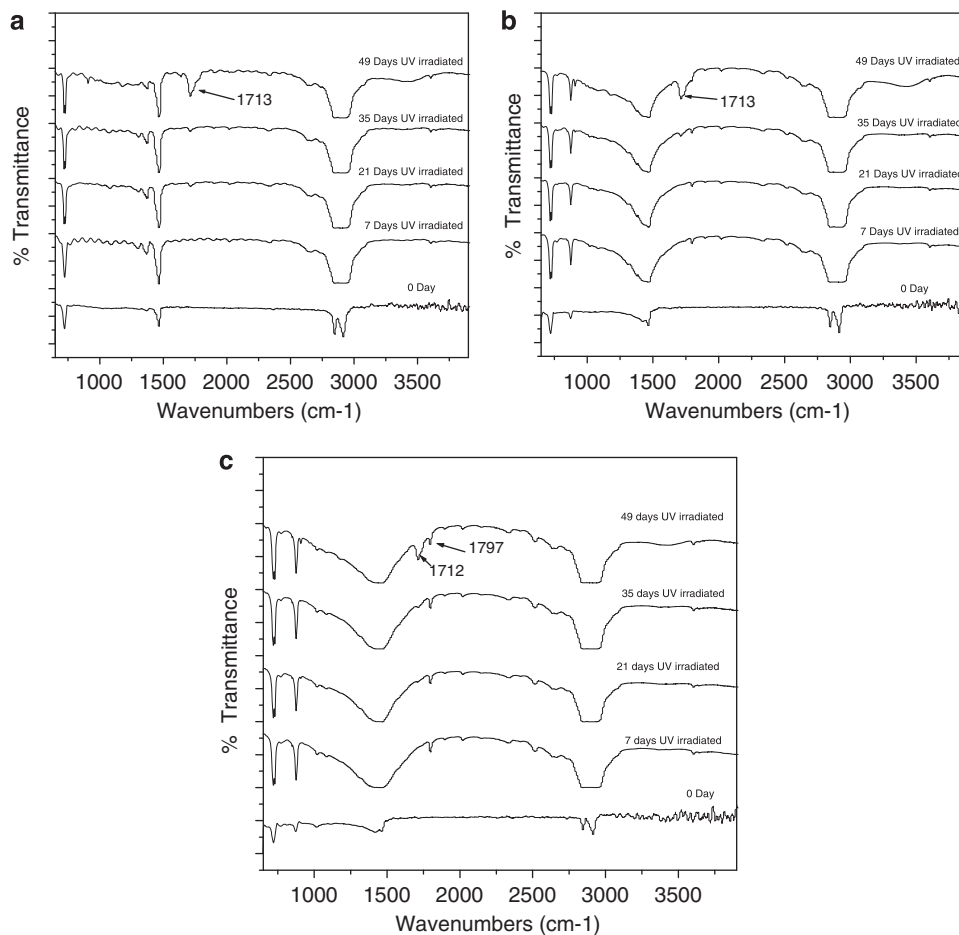 a
% Transmittance
49 Days UV irradiated
1713
35 Days UV irradiated
21 Days UV irradiated
7 Days UV irradiated
0 Day
1000 1500 2000 2500 3000 3500
Wavenumbers (cm-1)
b
% Transmittance
49 Days UV irradiated
1713
35 Days UV irradiated
21 Days UV irradiated
7 Days UV irradiated
0 Day
1000 1500 2000 2500 3000 3500
Wavenumbers (cm-1)
c
% Transmittance
49 days UV irradiated
1797
1712
35 days UV irradiated
21 days UV irradiated
7 days UV irradiated
0 Day
1000 1500 2000 2500 3000 3500
Wavenumbers (cm-1)